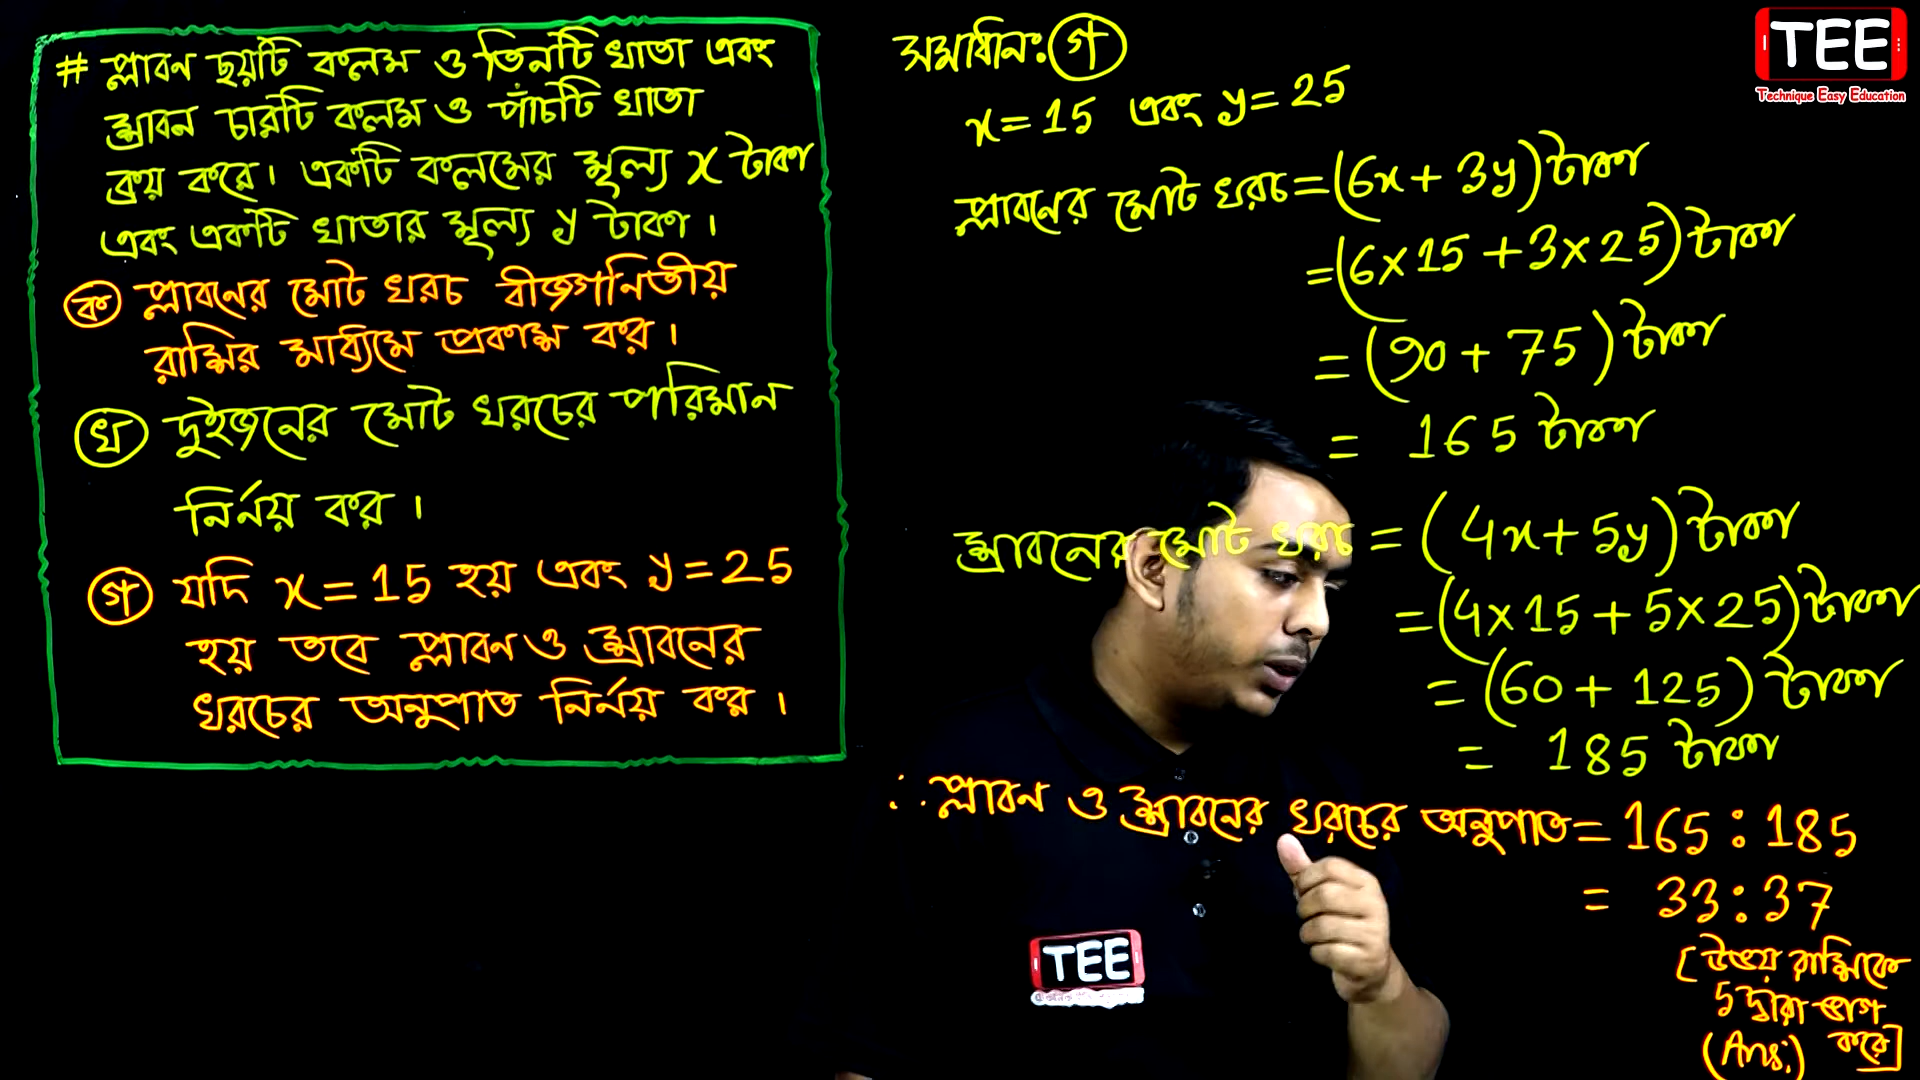 # প্লাবন ছয়টি কলম ও তিনটি খাতা এবং
শ্রাবন চারটি কলম ও পাঁচটি খাতা
ক্রয় করে। একটি কলমের মূল্য x টাকা
এবং একটি খাতার মূল্য y টাকা।
ক প্লাবনের মোট খরচ বীজগনিতীয়
রাশির মাধ্যমে প্রকাশ কর।
খ দুইজনের মোট খরচের পরিমান
নির্নয় কর।
গ যদি x = 15 হয় এবং y = 25
হয় তবে প্লাবন ও শ্রাবনের
খরচের অনুপাত নির্নয় কর।
সমাধান: গ
x = 15 এবং y = 25
প্লাবনের মোট খরচ = (6x + 3y) টাকা
= (6 × 15 + 3 × 25) টাকা
= (90 + 75) টাকা
= 165 টাকা
শ্রাবনের মোট খরচ = (4x + 5y) টাকা
= (4 × 15 + 5 × 25) টাকা
= (60 + 125) টাকা
= 185 টাকা
∴ প্লাবন ও শ্রাবনের খরচের অনুপাত = 165 : 185
= 33 : 37
[উভয় রাশিকে
5 দ্বারা ভাগ
করে]
(Ans:)
TEE
Technique Easy Education
TEE